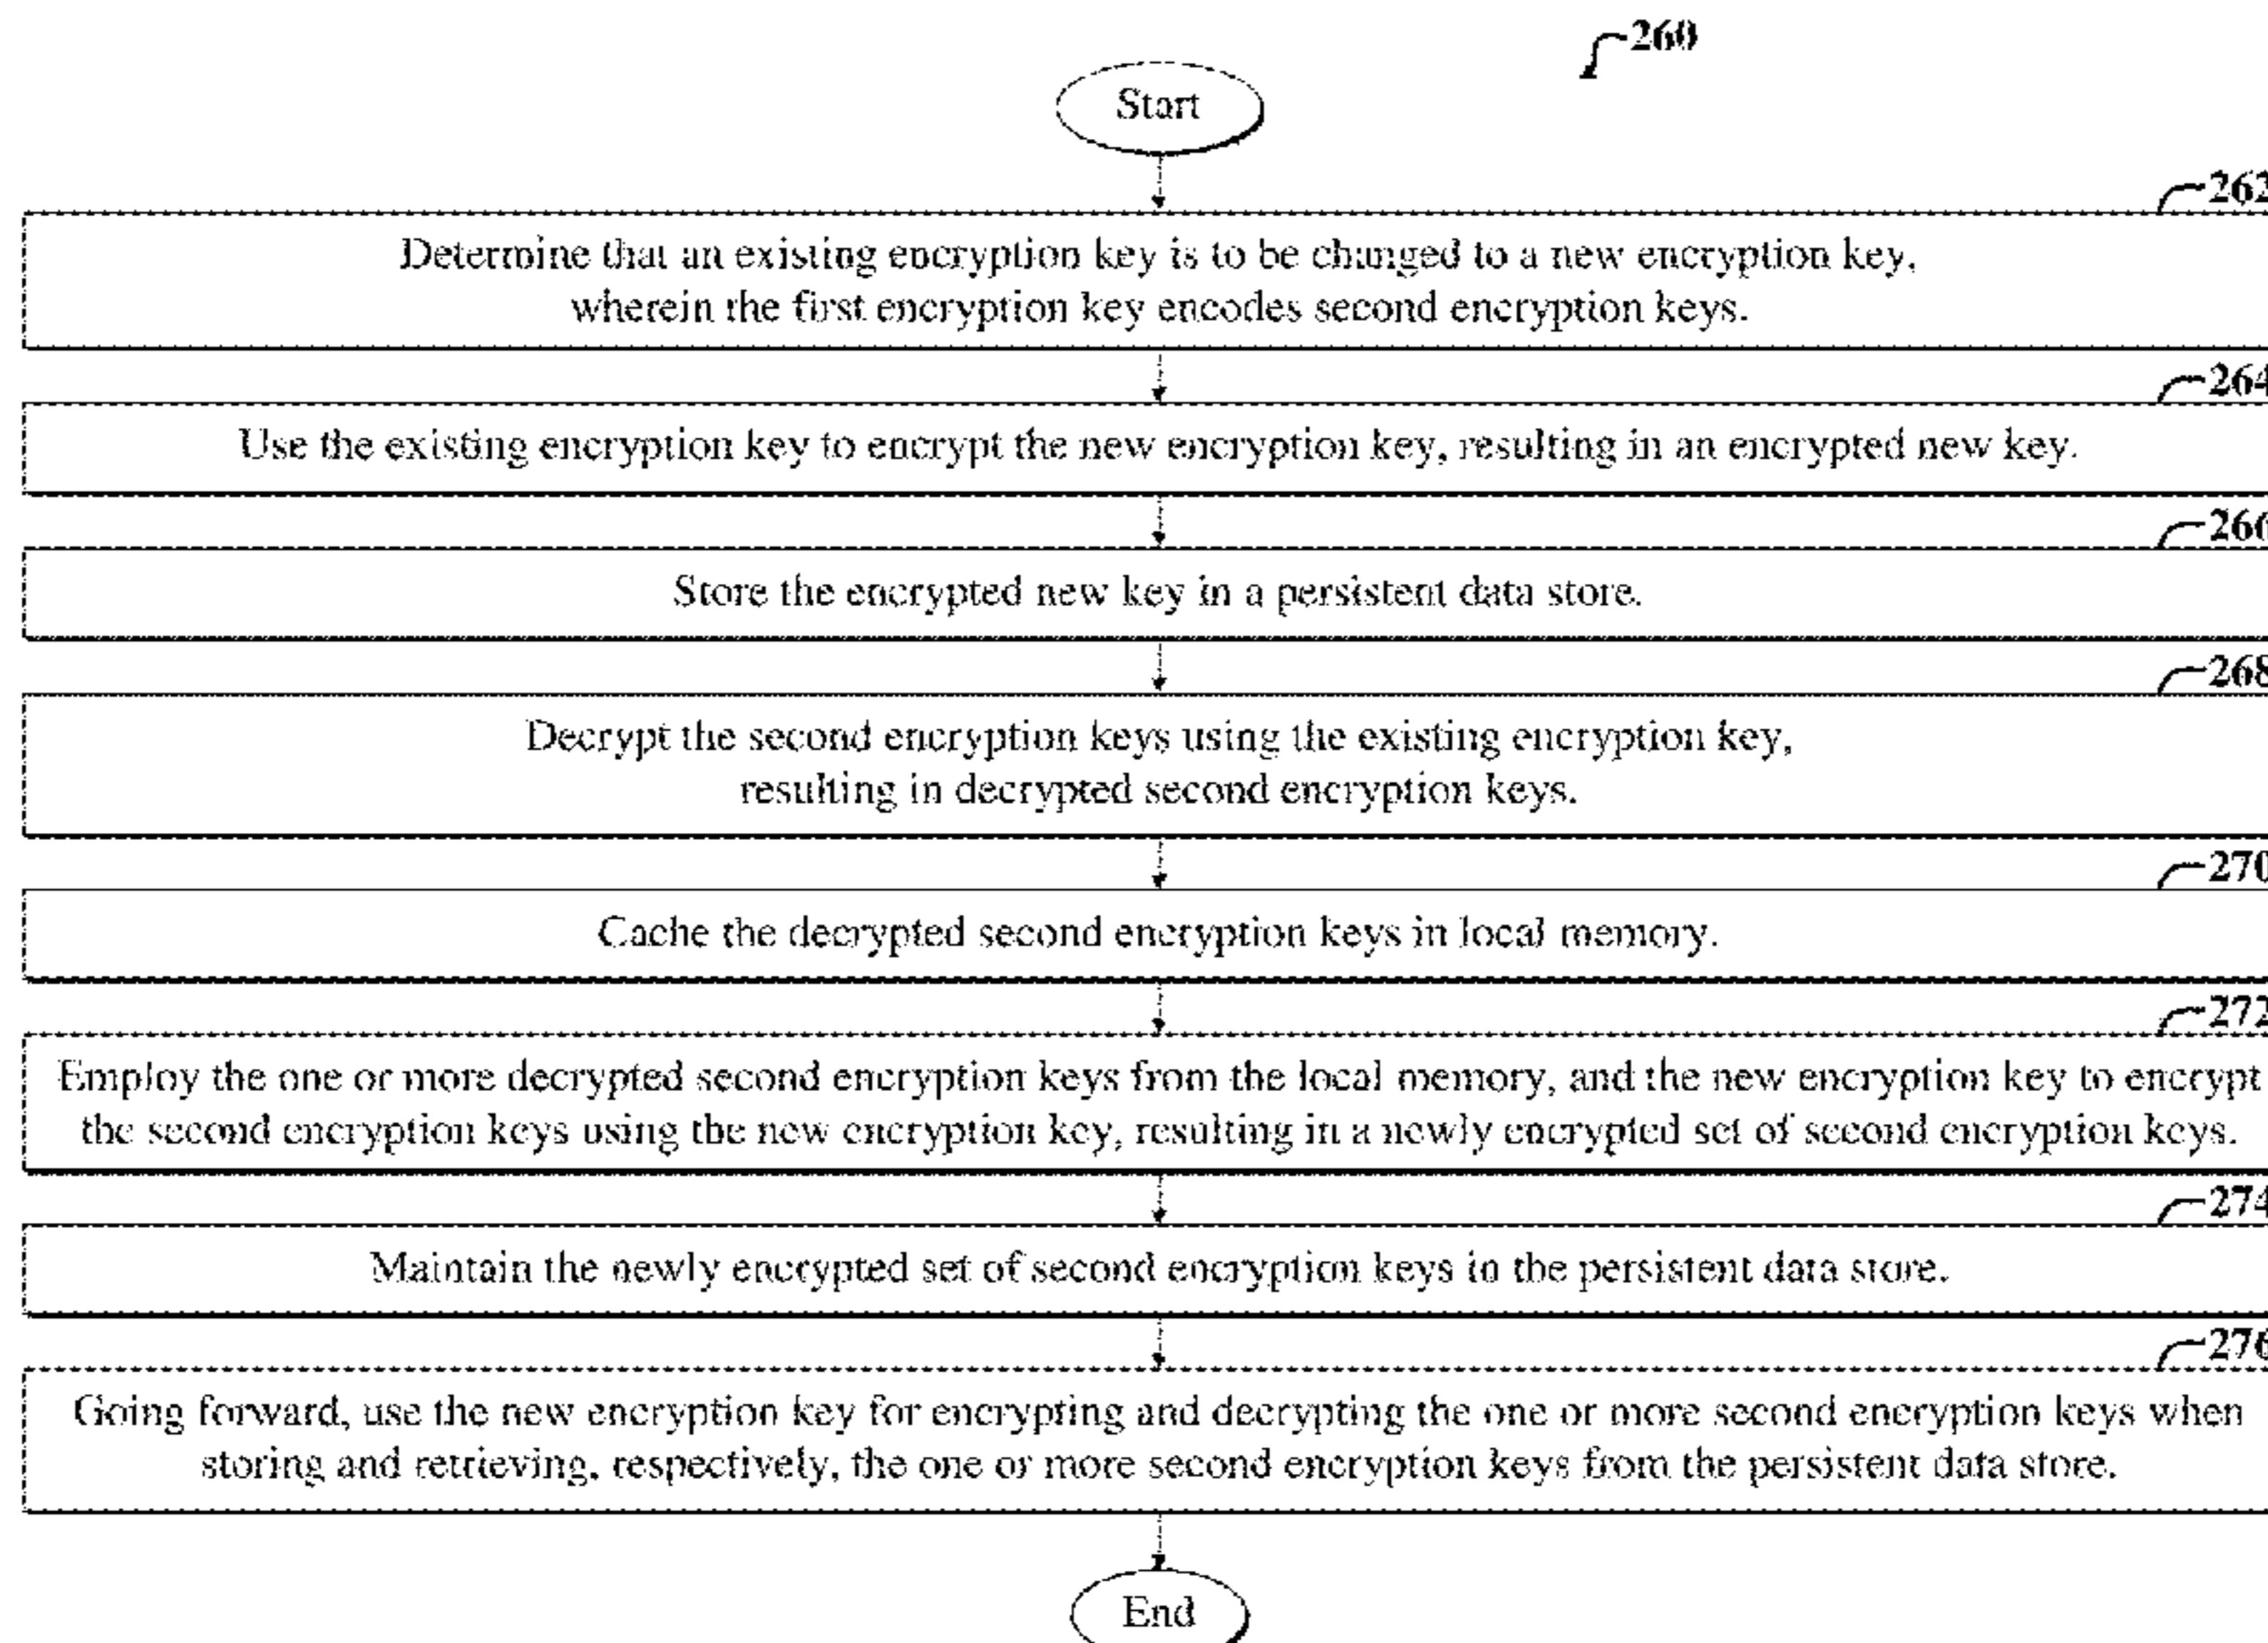 260
Start
262
Determine that an existing encryption key is to be changed to a new encryption key,
wherein the first encryption key encodes second encryption keys.
264
Use the existing encryption key to encrypt the new encryption key, resulting in an encrypted new key.
266
Store the encrypted new key in a persistent data store.
268
Decrypt the second encryption keys using the existing encryption key,
resulting in decrypted second encryption keys.
270
Cache the decrypted second encryption keys in local memory.
272
Employ the one or more decrypted second encryption keys from the local memory, and the new encryption key to encrypt
the second encryption keys using the new encryption key, resulting in a newly encrypted set of second encryption keys.
274
Maintain the newly encrypted set of second encryption keys in the persistent data store.
276
Going forward, use the new encryption key for encrypting and decrypting the one or more second encryption keys when
storing and retrieving, respectively, the one or more second encryption keys from the persistent data store.
End